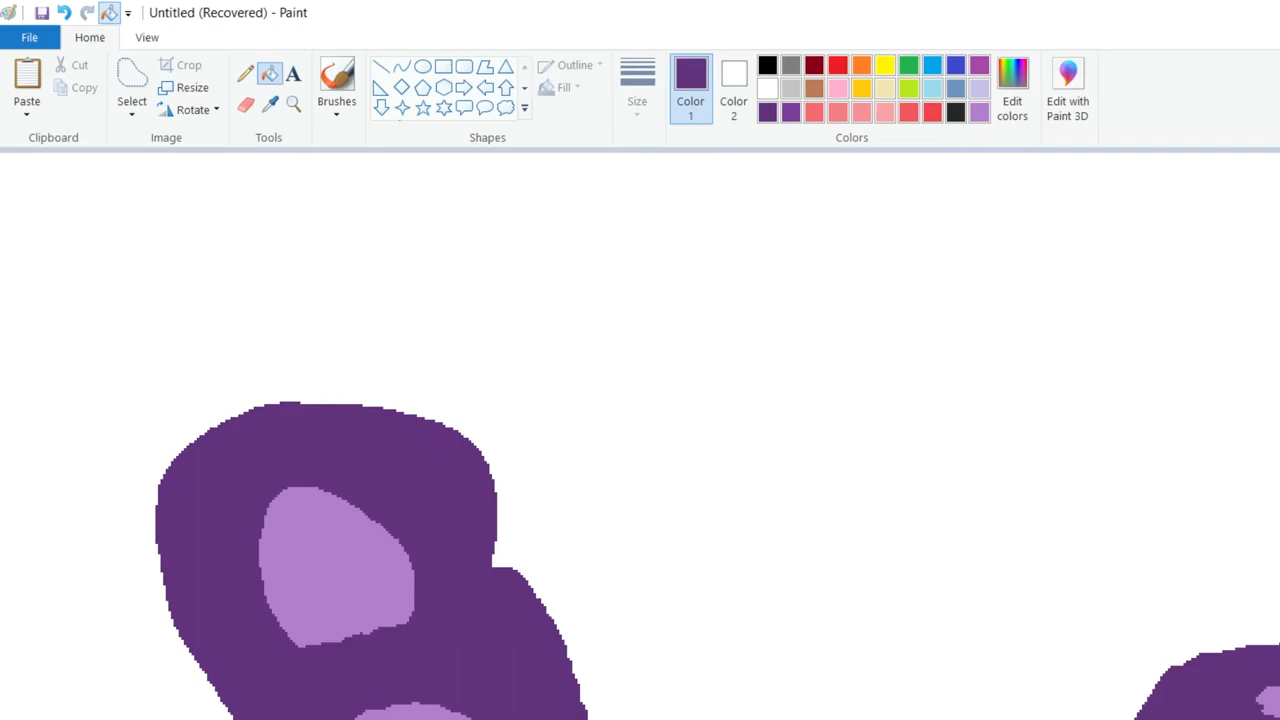 Untitled (Recovered) - Paint
File Home View
Paste
Cut
Copy
Clipboard
Select
Crop
Resize
Rotate
Image
A
Tools
Brushes
Shapes
Outline
Fill
Size
Color
1
Color
2
Colors
Edit
colors
Edit with
Paint 3D